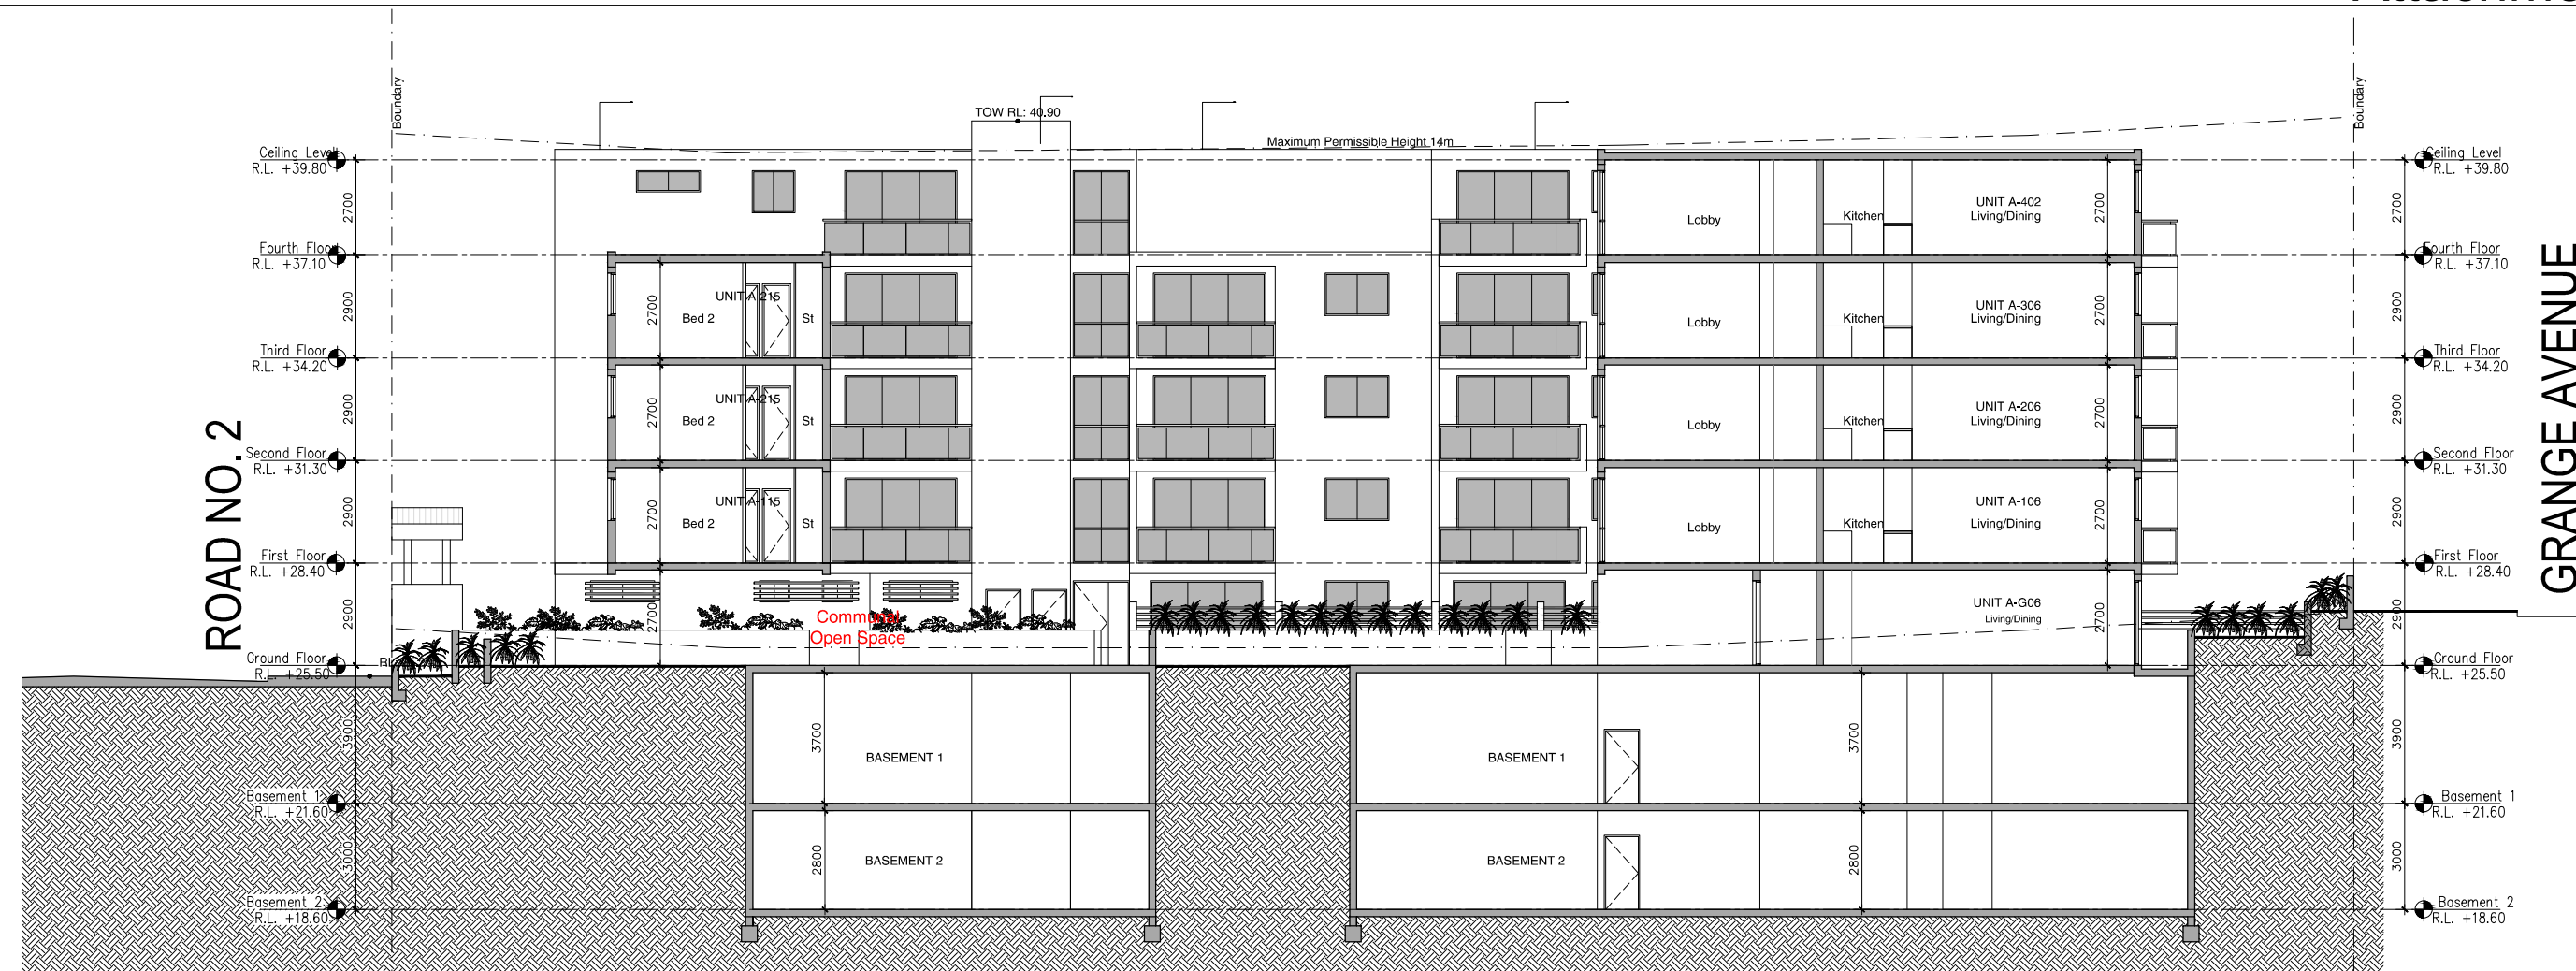 Boundary
Boundary
TOW RL: 40.90
Maximum Permissible Height 14m
Ceiling Level
R.L. +39.80
2700
Fourth Floor
R.L. +37.10
2900
Third Floor
R.L. +34.20
2900
Second Floor
R.L. +31.30
2900
First Floor
R.L. +28.40
2900
Ground Floor
R.L. +25.50
3900
Basement 1
R.L. +21.60
3000
Basement 2
R.L. +18.60
ROAD NO. 2
UNIT A-215
Bed 2
St
2700
UNIT A-215
Bed 2
St
2700
UNIT A-115
Bed 2
St
2700
2700
Communal
Open Space
Lobby
Kitchen
UNIT A-402
Living/Dining
2700
Lobby
Kitchen
UNIT A-306
Living/Dining
2700
Lobby
Kitchen
UNIT A-206
Living/Dining
2700
Lobby
Kitchen
UNIT A-106
Living/Dining
2700
UNIT A-G06
Living/Dining
2700
3700
BASEMENT 1
BASEMENT 1
3700
2800
BASEMENT 2
BASEMENT 2
2800
Ceiling Level
R.L. +39.80
2700
Fourth Floor
R.L. +37.10
2900
Third Floor
R.L. +34.20
2900
Second Floor
R.L. +31.30
2900
First Floor
R.L. +28.40
2900
Ground Floor
R.L. +25.50
3900
Basement 1
R.L. +21.60
3000
Basement 2
R.L. +18.60
GRANGE AVENUE